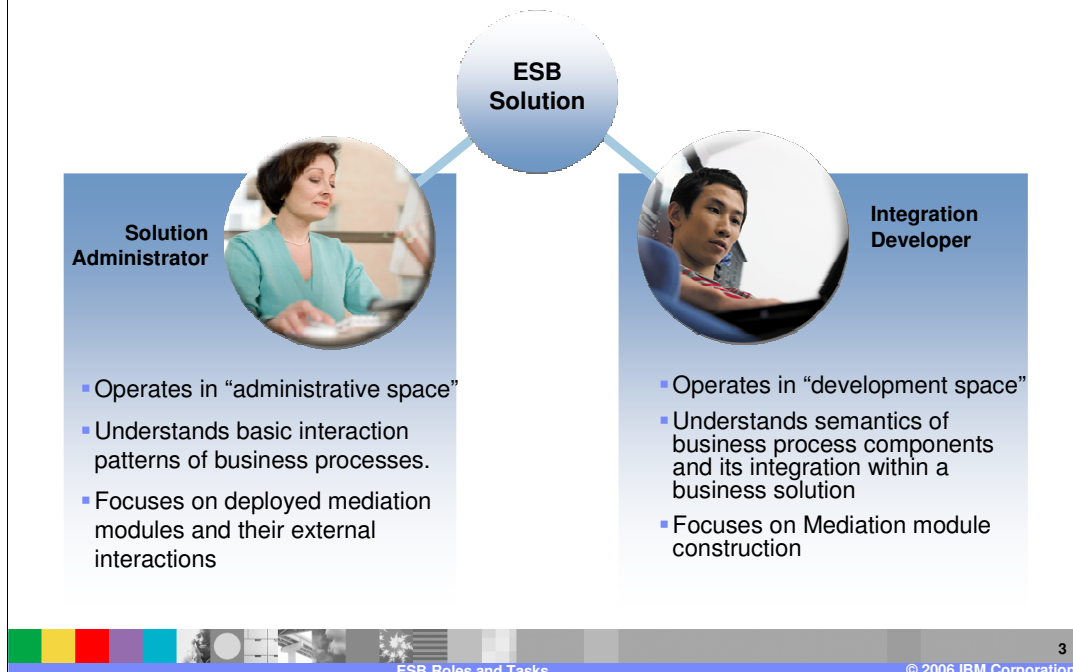 ESB
Solution
Solution
Administrator
▪Operates in “administrative space”
▪Understands basic interaction
patterns of business processes.
▪Focuses on deployed mediation
modules and their external
interactions
Integration
Developer
▪Operates in “development space”
▪Understands semantics of
business process components
and its integration within a
business solution
▪Focuses on Mediation module
construction
3
ESB Roles and Tasks
© 2006 IBM Corporation